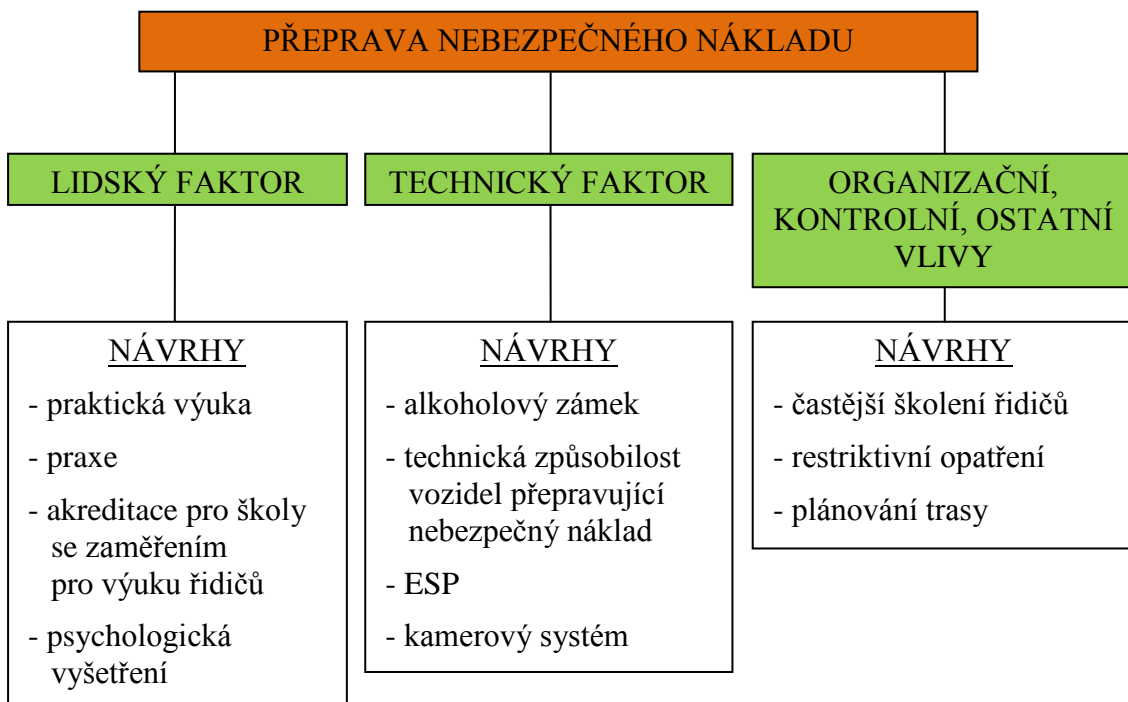 PŘEPRAVA NEBEZPEČNÉHO NÁKLADU
LIDSKÝ FAKTOR
NÁVRHY
- praktická výuka
- praxe
- akreditace pro školy
se zaměřením
pro výuku řidičů
- psychologická
vyšetření
TECHNICKÝ FAKTOR
NÁVRHY
- alkoholový zámek
- technická způsobilost
vozidel přepravující
nebezpečný náklad
- ESP
- kamerový systém
ORGANIZAČNÍ,
KONTROLNÍ, OSTATNÍ
VLIVY
NÁVRHY
- častější školení řidičů
- restriktivní opatření
- plánování trasy